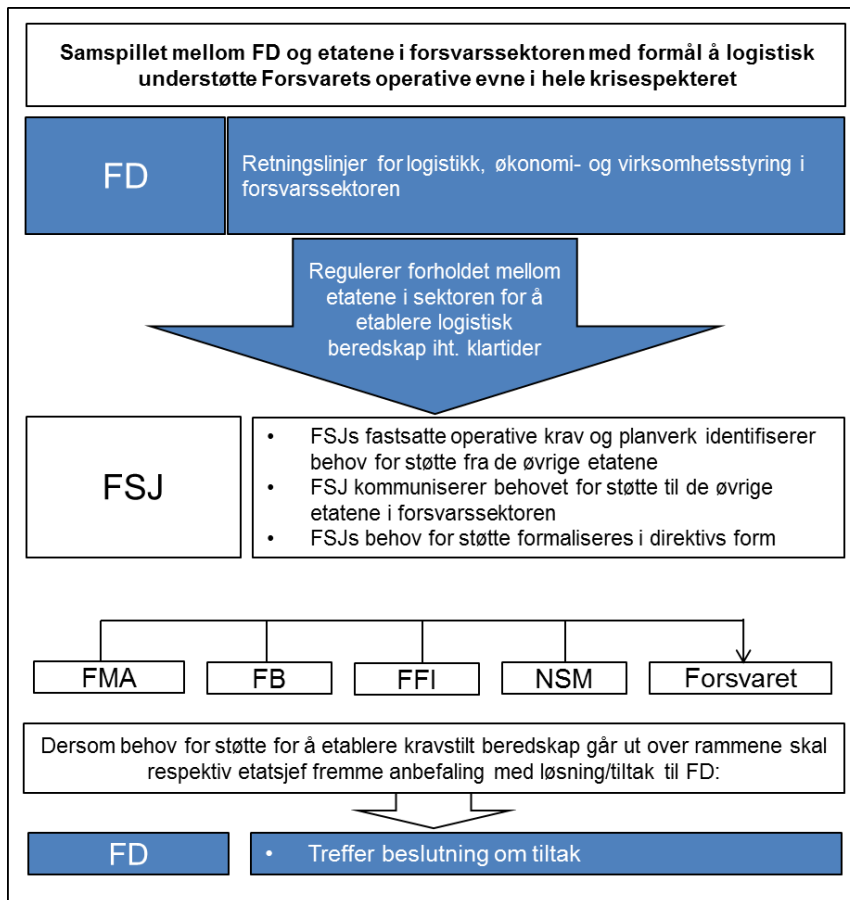 Samspillet mellom FD og etatene i forsvarssektoren med formål å logistisk
understøtte Forsvarets operative evne i hele krisespekteret
FD
Retningslinjer for logistikk, økonomi- og virksomhetsstyring i
forsvarssektoren
Regulerer forholdet mellom
etatene i sektoren for å
etablere logistisk
beredskap iht. klartider
FSJ
• FSJs fastsatte operative krav og planverk identifiserer
behov for støtte fra de øvrige etatene
• FSJ kommuniserer behovet for støtte til de øvrige
etatene i forsvarssektoren
• FSJs behov for støtte formaliseres i direktivs form
FMA
FB
FFI
NSM
Forsvaret
Dersom behov for støtte for å etablere kravstilt beredskap går ut over rammene skal
respektiv etatsjef fremme anbefaling med løsning/tiltak til FD:
FD
• Treffer beslutning om tiltak